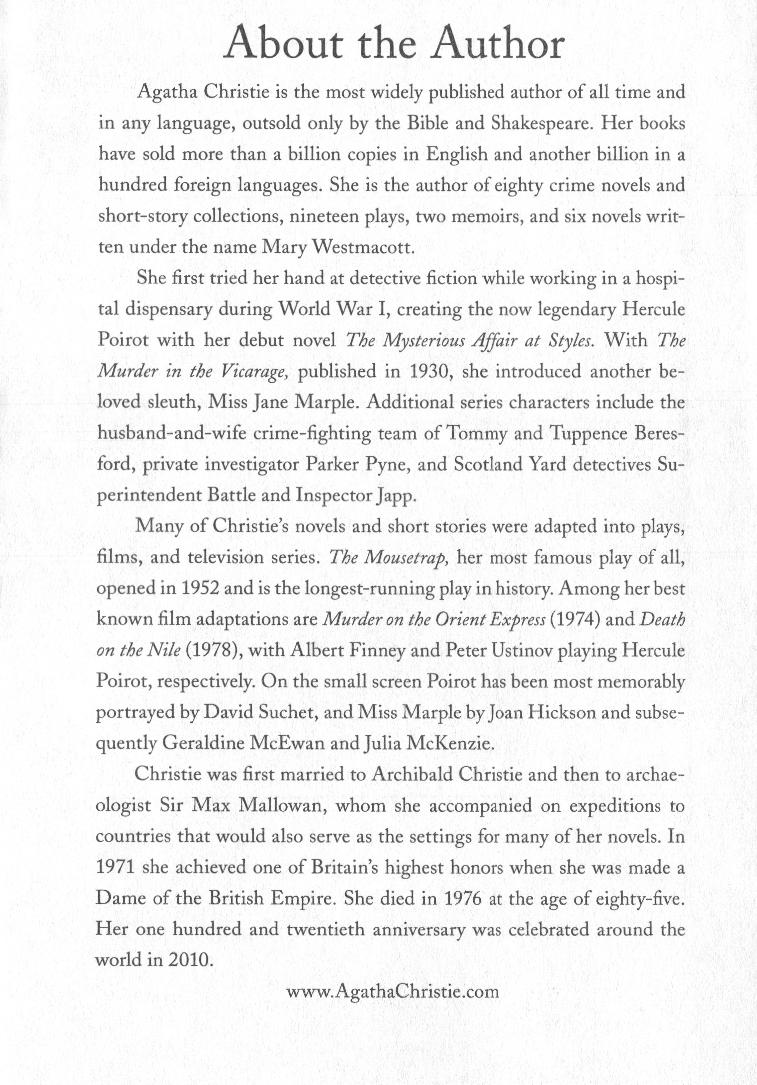 About the Author
Agatha Christie is the most widely published author of all time and
in any language, outsold only by the Bible and Shakespeare. Her books
have sold more than a billion copies in English and another billion in a
hundred foreign languages. She is the author of eighty crime novels and
short-story collections, nineteen plays, two memoirs, and six novels writ-
ten under the name Mary Westmacott.
She first tried her hand at detective fiction while working in a hospi-
tal dispensary during World War I, creating the now legendary Hercule
Poirot with her debut novel The Mysterious Affair at Styles. With The
Murder in the Vicarage, published in 1930, she introduced another be-
loved sleuth, Miss Jane Marple. Additional series characters include the
husband-and-wife crime-fighting team of Tommy and Tuppence Beres-
ford, private investigator Parker Pyne, and Scotland Yard detectives Su-
perintendent Battle and Inspector Japp.
Many of Christie's novels and short stories were adapted into plays,
films, and television series. The Mousetrap, her most famous play of all,
opened in 1952 and is the longest-running play in history. Among her best
known film adaptations are Murder on the Orient Express (1974) and Death
on the Nile (1978), with Albert Finney and Peter Ustinov playing Hercule
Poirot, respectively. On the small screen Poirot has been most memorably
portrayed by David Suchet, and Miss Marple by Joan Hickson and subse-
quently Geraldine McEwan and Julia McKenzie.
Christie was first married to Archibald Christie and then to archae-
ologist Sir Max Mallowan, whom she accompanied on expeditions to
countries that would also serve as the settings for many of her novels. In
1971 she achieved one of Britain's highest honors when she was made a
Dame of the British Empire. She died in 1976 at the age of eighty-five.
Her one hundred and twentieth anniversary was celebrated around the
world in 2010.
www.AgathaChristie.com